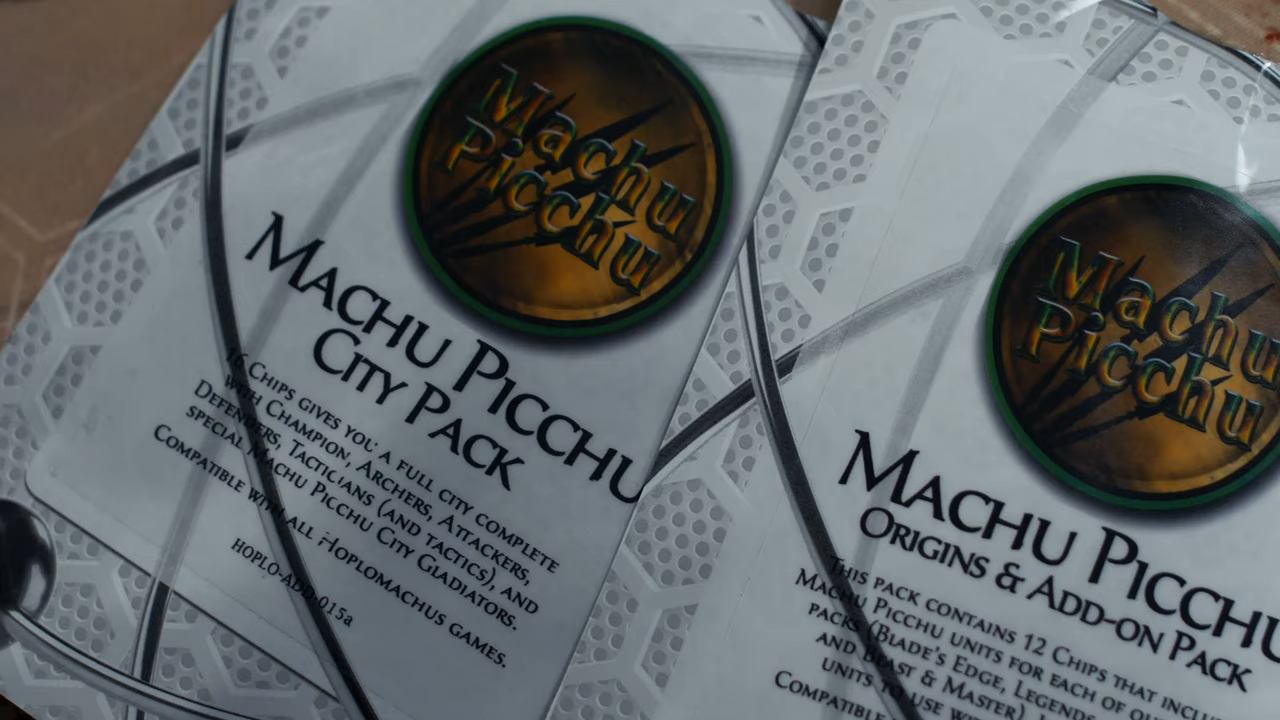 Machu
Picchu
MACHU PICCHU
CITY PACK
16 CHIPS GIVES YOU A FULL CITY COMPLETE
WITH CHAMPION, ARCHERS, ATTACKERS,
DEFENDERS, TACTICIANS (AND TACTICS), AND
SPECIAL MACHU PICCHU CITY GLADIATORS.
COMPATIBLE WITH ALL HOPLOMACHUS GAMES.
HOPLO-ADD-015a
Machu
Picchu
MACHU PICCHU
ORIGINS & ADD-ON PACK
THIS PACK CONTAINS 12 CHIPS THAT
MACHU PICCHU UNITS FOR EACH OF
PACKS (BLADE'S EDGE, LEGENDS
AND BEAST & MASTER)
UNITS TO USE
COMPATIBLE